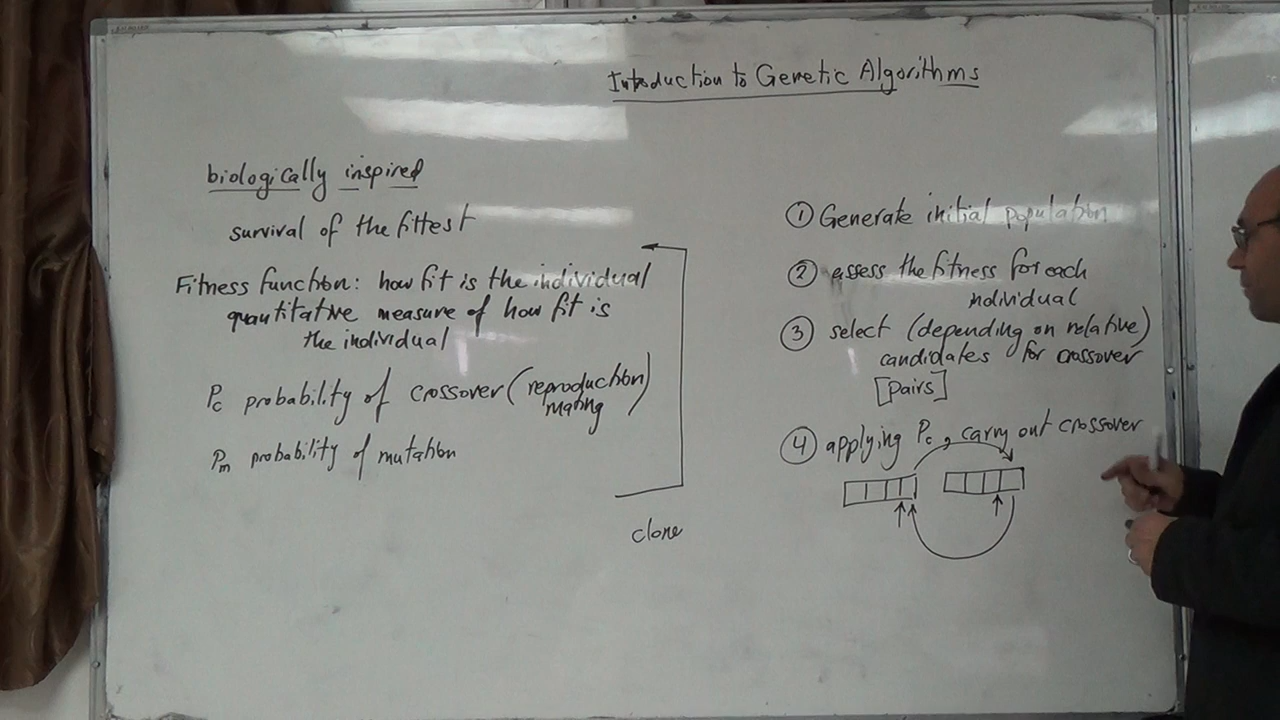 Introduction to Genetic Algorithms
biologically inspired
survival of the fittest
Fitness function: how fit is the individual
quantitative measure of how fit is
the individual
Pc probability of crossover (reproduction)
mating
Pm probability of mutation
clone
① Generate initial population
② assess the fitness for each
individual
③ select (depending on relative)
candidates for crossover
[pairs]
④ applying Pc, carry out crossover